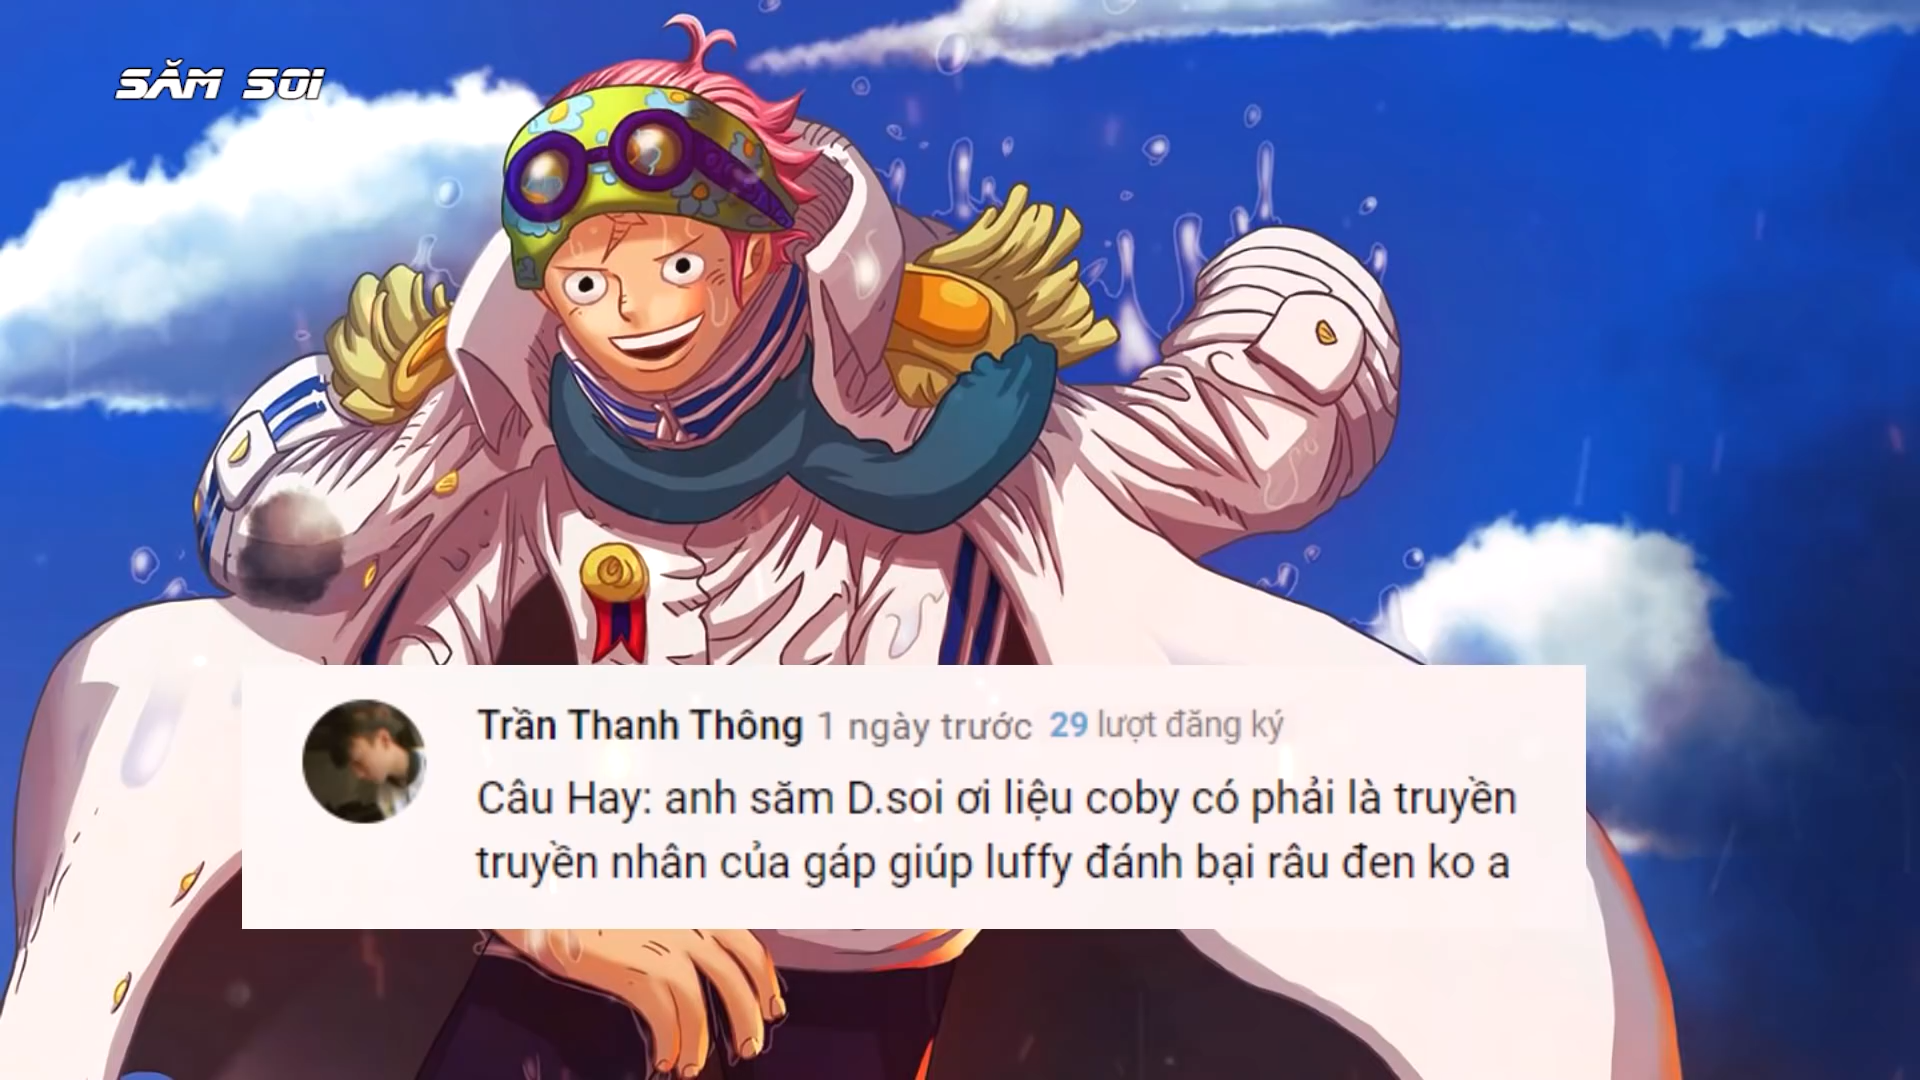 SĂM SOI
Trần Thanh Thông 1 ngày trước 29 lượt đăng ký
Câu Hay: anh săm D.soi ơi liệu coby có phải là truyền
truyền nhân của gáp giúp luffy đánh bại râu đen ko a